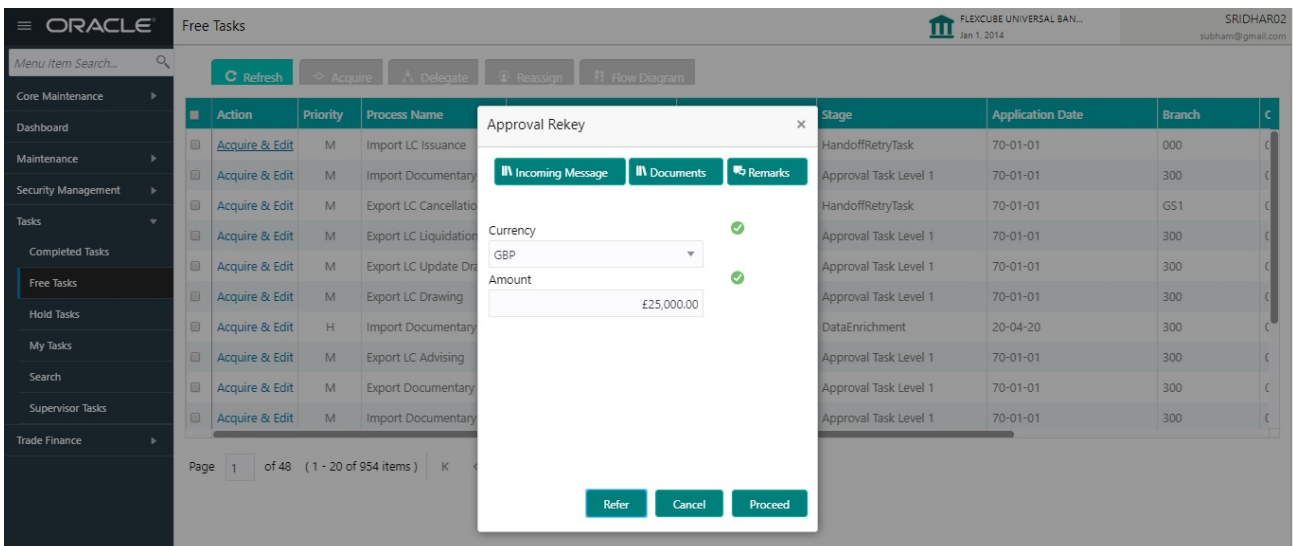 ORACLE
Free Tasks
FLEXCUBE UNIVERSAL BAN...
Jan 1, 2014
SRIDHAR02
subham@gmail.com
Menu Item Search...
Core Maintenance
Dashboard
Maintenance
Security Management
Tasks
Completed Tasks
Free Tasks
Hold Tasks
My Tasks
Search
Supervisor Tasks
Trade Finance
Refresh Acquire Delegate Reassign Flow Diagram
Action Priority Process Name Stage Application Date Branch C
Acquire & Edit M Import LC Issuance HandoffRetryTask 70-01-01 000
Acquire & Edit M Import Documentary Approval Task Level 1 70-01-01 300
Acquire & Edit M Export LC Cancellatio HandoffRetryTask 70-01-01 GS1
Acquire & Edit M Export LC Liquidation Approval Task Level 1 70-01-01 300
Acquire & Edit M Export LC Update Dra Approval Task Level 1 70-01-01 300
Acquire & Edit M Export LC Drawing Approval Task Level 1 70-01-01 300
Acquire & Edit H Import Documentary DataEnrichment 20-04-20 300
Acquire & Edit M Export LC Advising Approval Task Level 1 70-01-01 300
Acquire & Edit M Export Documentary Approval Task Level 1 70-01-01 300
Acquire & Edit M Import Documentary Approval Task Level 1 70-01-01 300
Page 1 of 48 ( 1 - 20 of 954 items )
Approval Rekey
Incoming Message Documents Remarks
Currency
GBP
Amount
£25,000.00
Refer Cancel Proceed